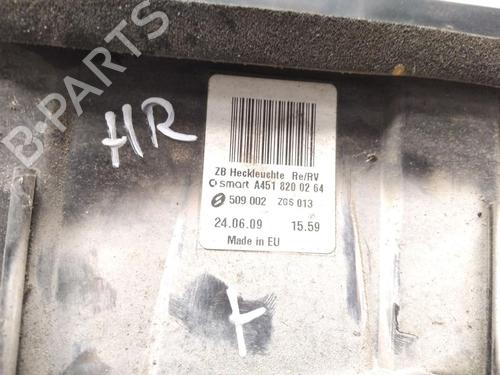 B-PARTS
HR
ZB Heckleuchte Re/RV
smart A451 820 02 64
509 002 ZGS 013
24.06.09 15.59
Made in EU